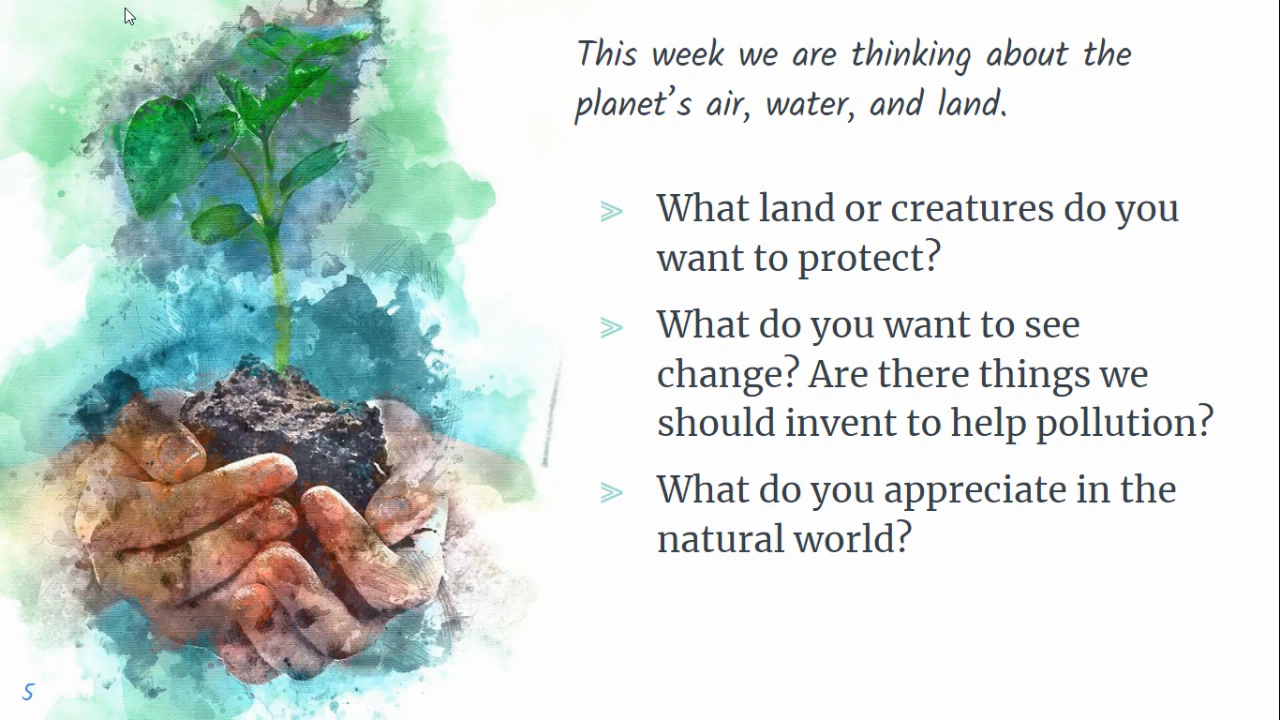 This week we are thinking about the
planet's air, water, and land.
What land or creatures do you
want to protect?
What do you want to see
change? Are there things we
should invent to help pollution?
What do you appreciate in the
natural world?
5